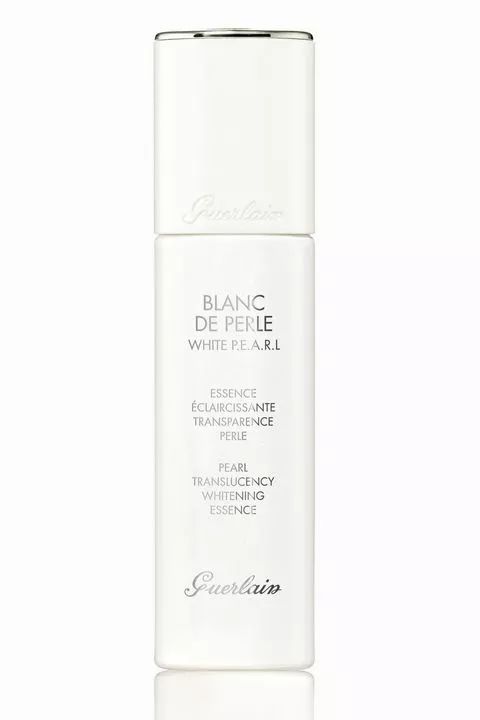 Guerlain
BLANC
DE PERLE
WHITE P.E.A.R.L
ESSENCE
ÉCLAIRCISSANTE
TRANSPARENCE
PERLE
PEARL
TRANSLUCENCY
WHITENING
ESSENCE
Guerlain